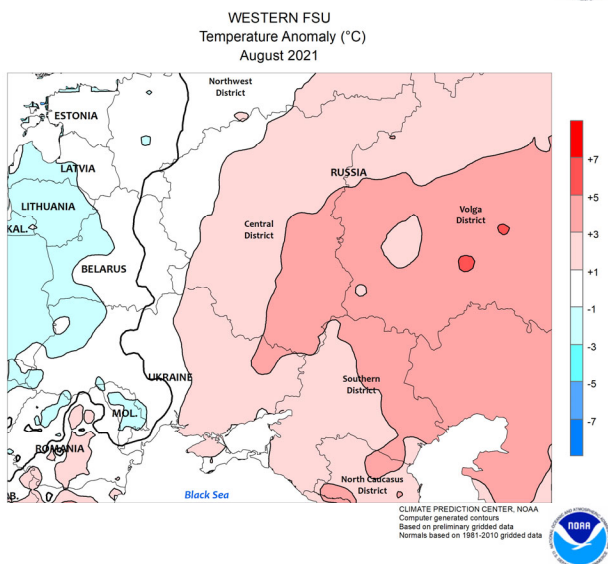 WESTERN FSU
Temperature Anomaly (°C)
August 2021
Northwest
District
ESTONIA
LATVIA
RUSSIA
LITHUANIA
Volga
District
KAL.
Central
District
BELARUS
UKRAINE
Southern
District
MOL.
ROMANIA
North Caucasus
District
Black Sea
+7
+5
+3
+1
-1
-3
-5
-7
CLIMATE PREDICTION CENTER, NOAA
Computer generated contours
Based on preliminary gridded data
Normals based on 1981-2010 gridded data
NOAA